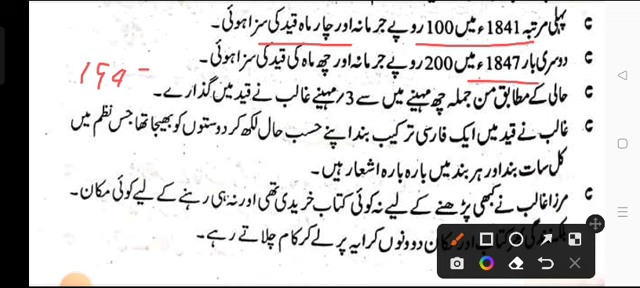 پہلی مرتبہ 1841ء میں 100 روپے جرمانہ اور چار ماہ قید کی سزا ہوئی۔
دوسری بار 1847ء میں 200 روپے جرمانہ اور چھ ماہ کی قید کی سزا ہوئی۔
حالی کے مطابق من جملہ چھ مہینے میں سے 3/ مہینے غالب نے قید میں گذارے۔
غالب نے قید میں ایک فارسی ترکیب بند اپنے حسب حال لکھ کر دوستوں کو بھیجا تھا جس نظم میں
کل سات بند اور ہر بند میں بارہ بارہ اشعار ہیں۔
مرزا غالب نے کبھی پڑھنے کے لیے نہ کوئی کتاب خریدی تھی اور نہ ہی رہنے کے لیے کوئی مکان۔
مکان دونوں کرایہ پر لے کر کام چلاتے رہے۔